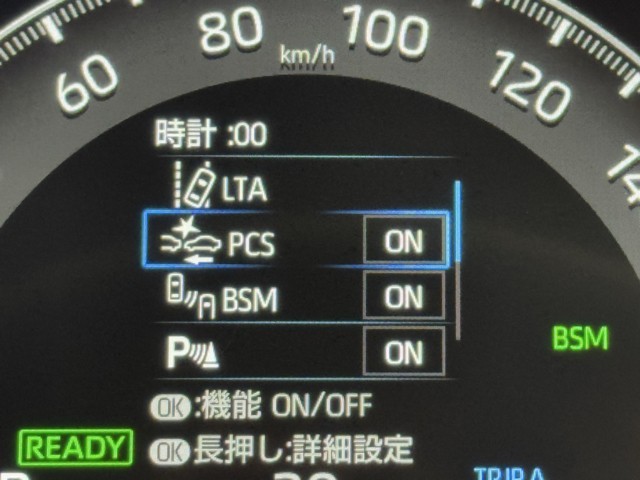 60 80 100 120
km/h
時計 :00
LTA
PCS ON
BSM ON
BSM
P ON
OK :機能 ON/OFF
READY
OK 長押し:詳細設定
TRIP A